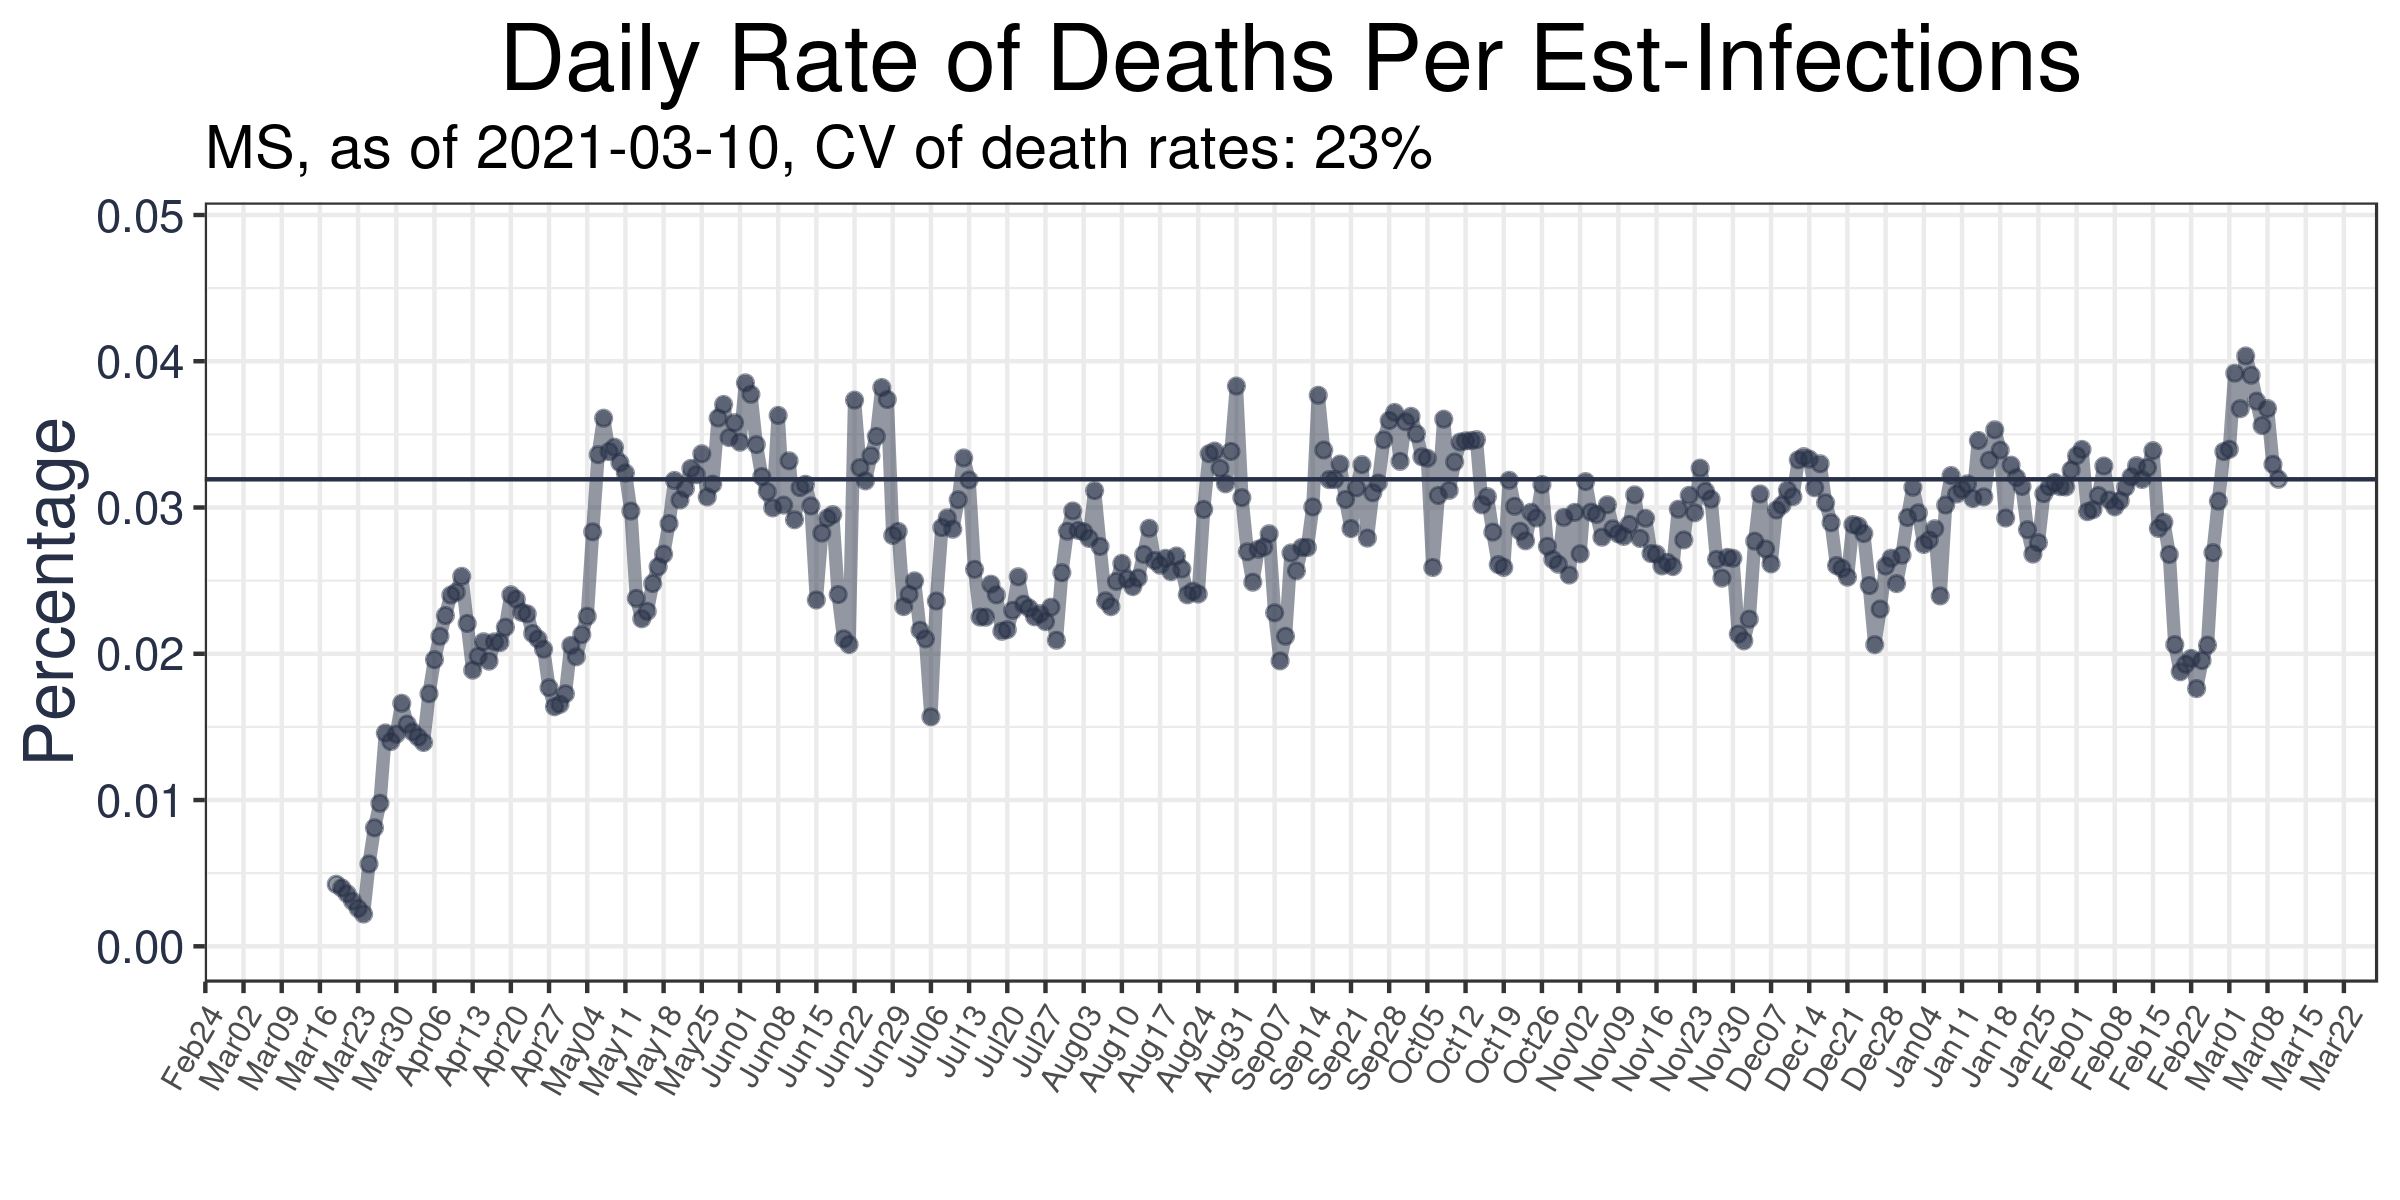 Daily Rate of Deaths Per Est-Infections
MS, as of 2021-03-10, CV of death rates: 23%
Percentage
0.05
0.04
0.03
0.02
0.01
0.00
Feb24
Mar02
Mar09
Mar16
Mar23
Mar30
Apr06
Apr13
Apr20
Apr27
May04
May11
May18
May25
Jun01
Jun08
Jun15
Jun22
Jun29
Jul06
Jul13
Jul20
Jul27
Aug03
Aug10
Aug17
Aug24
Aug31
Sep07
Sep14
Sep21
Sep28
Oct05
Oct12
Oct19
Oct26
Nov02
Nov09
Nov16
Nov23
Nov30
Dec07
Dec14
Dec21
Dec28
Jan04
Jan11
Jan18
Jan25
Feb01
Feb08
Feb15
Feb22
Mar01
Mar08
Mar15
Mar22